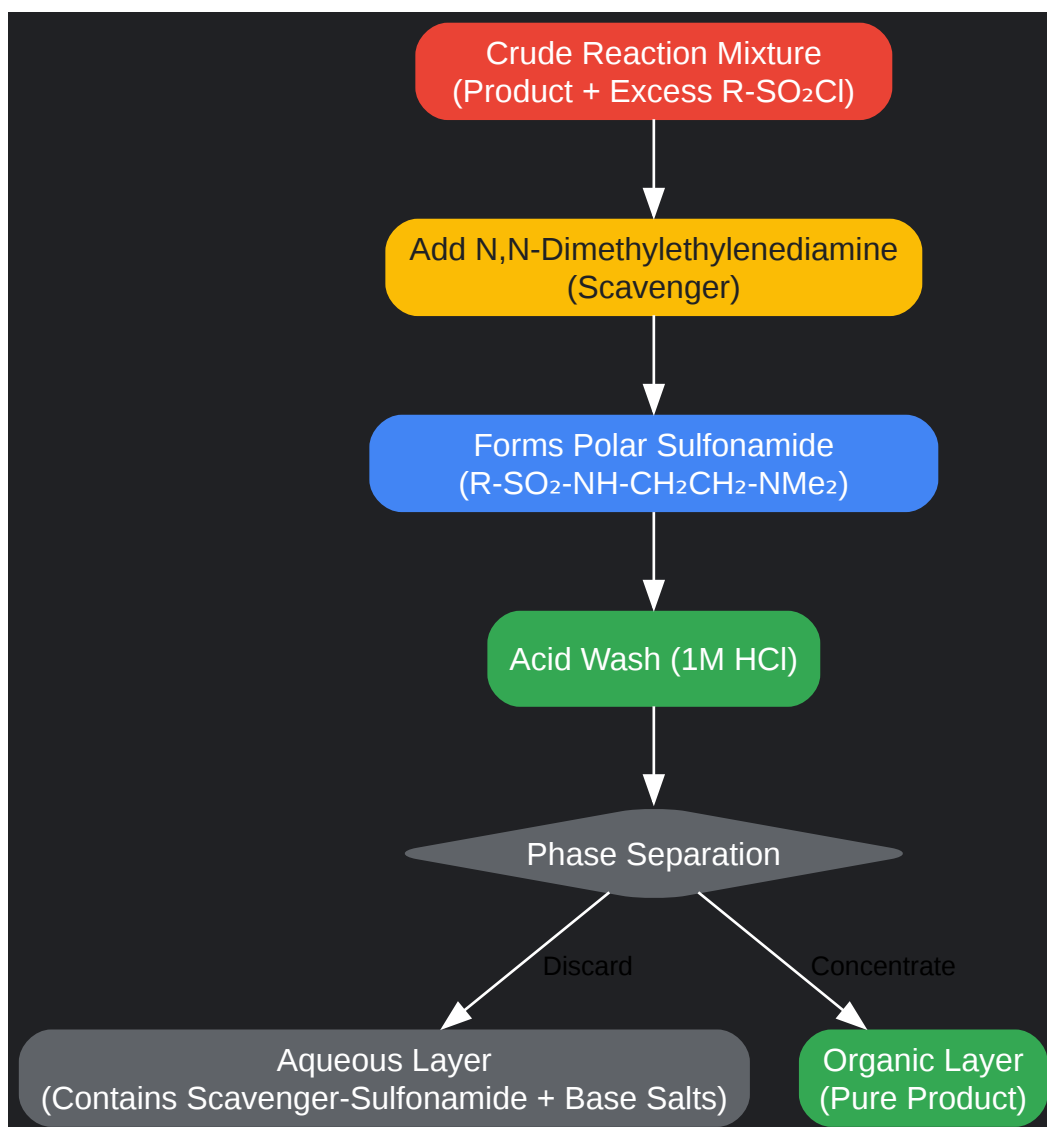 Crude Reaction Mixture
(Product + Excess R-SO₂Cl)
Add N,N-Dimethylethylenediamine
(Scavenger)
Forms Polar Sulfonamide
(R-SO₂-NH-CH₂CH₂-NMe₂)
Acid Wash (1M HCl)
Phase Separation
Discard
Concentrate
Aqueous Layer
(Contains Scavenger-Sulfonamide + Base Salts)
Organic Layer
(Pure Product)